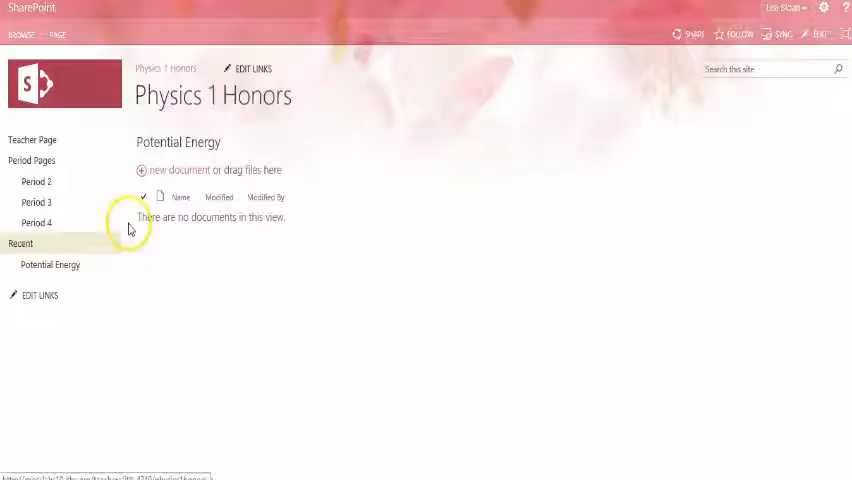 SharePoint
Lea Sloan
?
BROWSE PAGE
SHARE FOLLOW SYNC EDIT
S
Physics 1 Honors EDIT LINKS
Search this site
Physics 1 Honors
Teacher Page
Period Pages
Period 2
Period 3
Period 4
Recent
Potential Energy
EDIT LINKS
Potential Energy
new document or drag files here
Name Modified Modified By
There are no documents in this view.